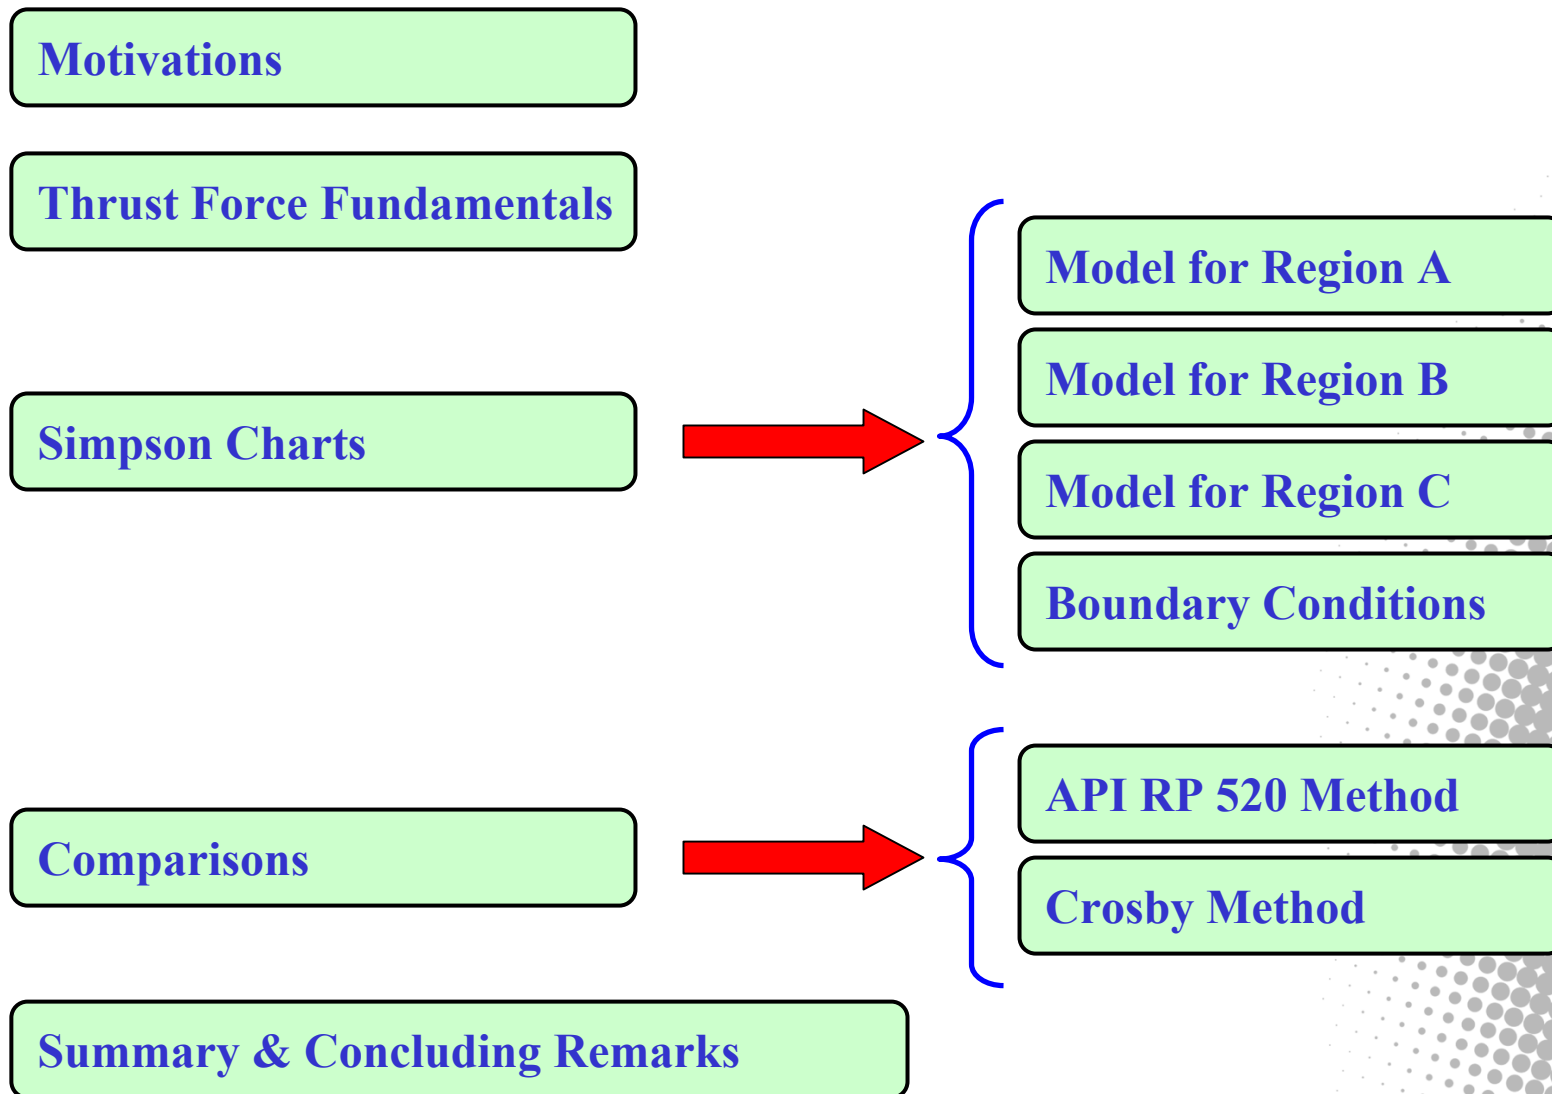 Motivations
Thrust Force Fundamentals
Simpson Charts
Model for Region A
Model for Region B
Model for Region C
Boundary Conditions
Comparisons
API RP 520 Method
Crosby Method
Summary & Concluding Remarks